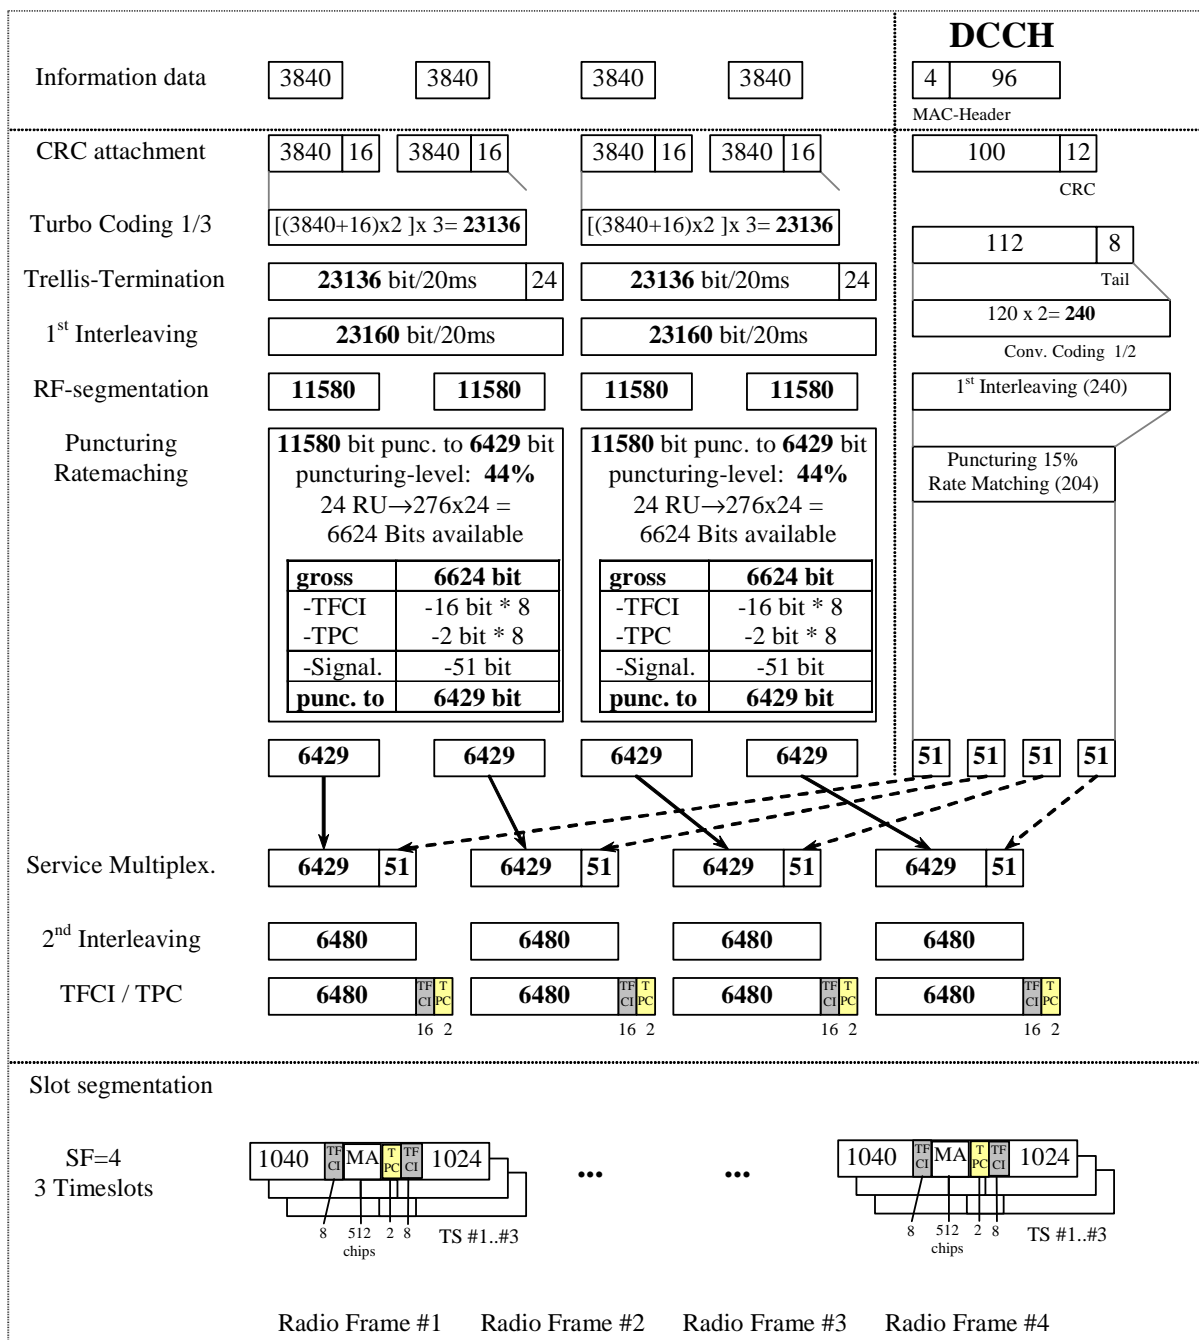 DCCH
Information data 3840 3840 3840 3840 4 96
MAC-Header
CRC attachment 3840 16 3840 16 3840 16 3840 16 100 12
CRC
Turbo Coding 1/3 [(3840+16)x2 ]x 3= 23136 [(3840+16)x2 ]x 3= 23136
112 8
Trellis-Termination 23136 bit/20ms 24 23136 bit/20ms 24
Tail
120 x 2= 240
1st Interleaving 23160 bit/20ms 23160 bit/20ms
Conv. Coding 1/2
RF-segmentation 11580 11580 11580 11580 1st Interleaving (240)
Puncturing 11580 bit punc. to 6429 bit 11580 bit punc. to 6429 bit Puncturing 15%
Ratemaching puncturing-level: 44% puncturing-level: 44% Rate Matching (204)
24 RU→276x24 = 24 RU→276x24 =
6624 Bits available 6624 Bits available
gross 6624 bit gross 6624 bit
-TFCI -16 bit * 8 -TFCI -16 bit * 8
-TPC -2 bit * 8 -TPC -2 bit * 8
-Signal. -51 bit -Signal. -51 bit
punc. to 6429 bit punc. to 6429 bit
6429 6429 6429 6429 51 51 51 51
Service Multiplex. 6429 51 6429 51 6429 51 6429 51
2nd Interleaving 6480 6480 6480 6480
TFCI / TPC 6480 TF CI T PC 6480 TF CI T PC 6480 TF CI T PC 6480 TF CI T PC
16 2 16 2 16 2 16 2
Slot segmentation
SF=4 1040 TF CI MA T PC TF CI 1024 ... ... 1040 TF CI MA T PC TF CI 1024
3 Timeslots
8 512 2 8 TS #1..#3 8 512 2 8 TS #1..#3
chips chips
Radio Frame #1 Radio Frame #2 Radio Frame #3 Radio Frame #4